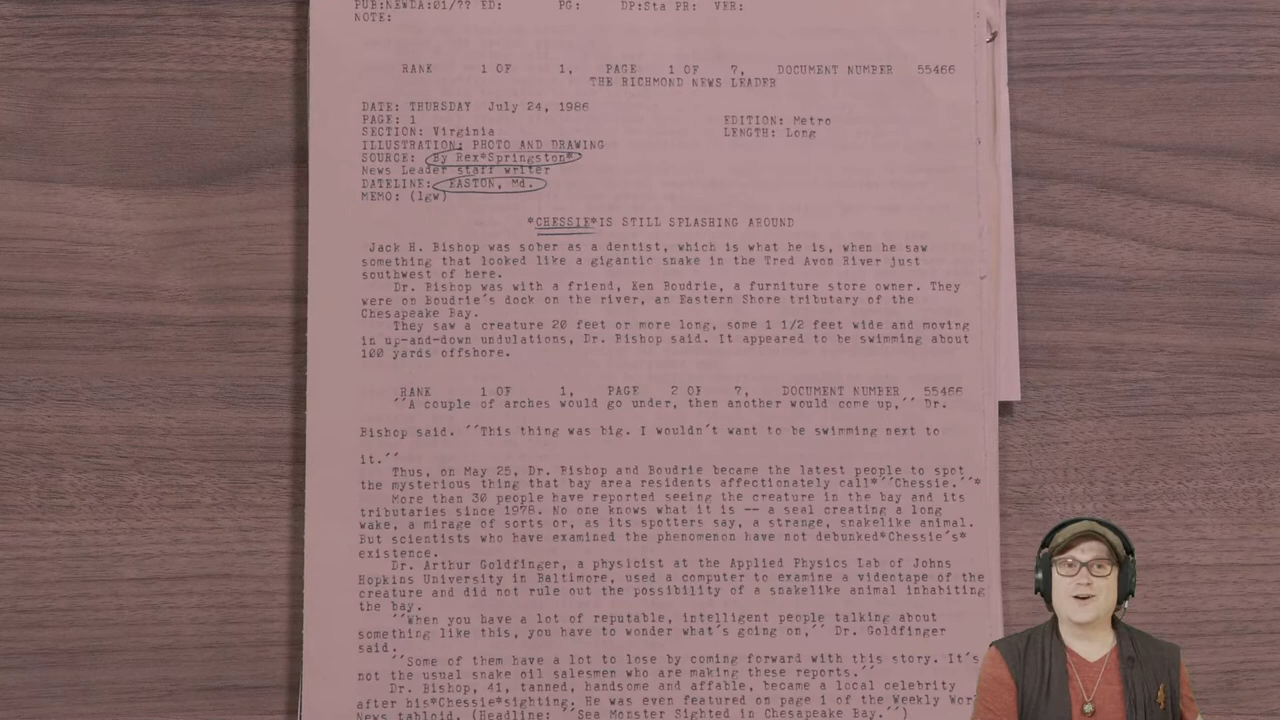 PUB:NEWDA:01/?? ED: PG: DP:Sta PR: VER:
NOTE:
RANK 1 OF 1, PAGE 1 OF 7, DOCUMENT NUMBER 55466
THE RICHMOND NEWS LEADER
DATE: THURSDAY July 24, 1986
PAGE: 1 EDITION: Metro
SECTION: Virginia LENGTH: Long
ILLUSTRATION: PHOTO AND DRAWING
SOURCE: By Rex*Springston*
News Leader staff writer
DATELINE: EASTON, Md.
MEMO: (lgw)
*CHESSIE*IS STILL SPLASHING AROUND
Jack H. Bishop was sober as a dentist, which is what he is, when he saw
something that looked like a gigantic snake in the Tred Avon River just
southwest of here.
Dr. Bishop was with a friend, Ken Boudrie, a furniture store owner. They
were on Boudrie's dock on the river, an Eastern Shore tributary of the
Chesapeake Bay.
They saw a creature 20 feet or more long, some 1 1/2 feet wide and moving
in up-and-down undulations, Dr. Bishop said. It appeared to be swimming about
100 yards offshore.
RANK 1 OF 1, PAGE 2 OF 7, DOCUMENT NUMBER 55466
''A couple of arches would go under, then another would come up,'' Dr.
Bishop said. ''This thing was big. I wouldn't want to be swimming next to
it.''
Thus, on May 25, Dr. Bishop and Boudrie became the latest people to spot
the mysterious thing that bay area residents affectionately call*''Chessie.''*
More than 30 people have reported seeing the creature in the bay and its
tributaries since 1978. No one knows what it is -- a seal creating a long
wake, a mirage of sorts or, as its spotters say, a strange, snakelike animal.
But scientists who have examined the phenomenon have not debunked*Chessie's*
existence.
Dr. Arthur Goldfinger, a physicist at the Applied Physics Lab of Johns
Hopkins University in Baltimore, used a computer to examine a videotape of the
creature and did not rule out the possibility of a snakelike animal inhabiting
the bay.
''When you have a lot of reputable, intelligent people talking about
something like this, you have to wonder what's going on,'' Dr. Goldfinger
said.
''Some of them have a lot to lose by coming forward with this story. It's
not the usual snake oil salesmen who are making these reports.''
Dr. Bishop, 41, tanned, handsome and affable, became a local celebrity
after his*Chessie*sighting. He was even featured on page 1 of the Weekly Wor
News tabloid. (Headline: ''Sea Monster Sighted in Chesapeake Bay.'')